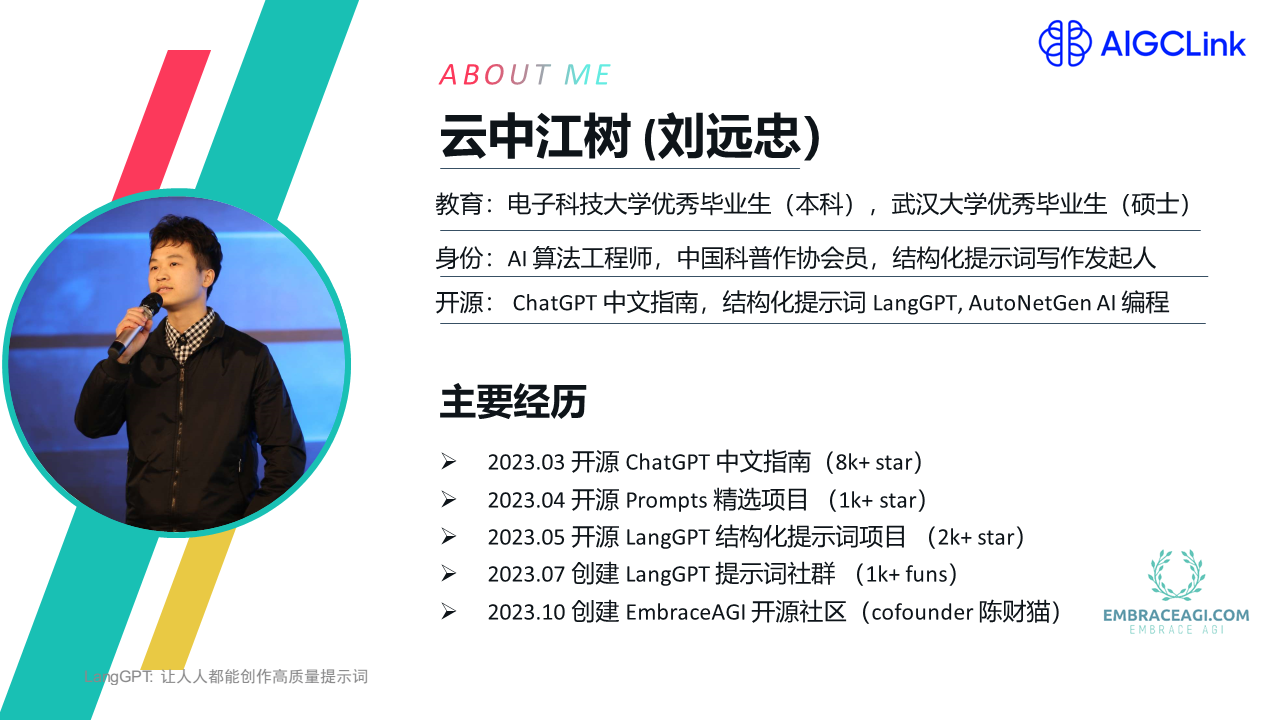 AIGCLink
ABOUT ME
云中江树 (刘远忠）
教育：电子科技大学优秀毕业生（本科），武汉大学优秀毕业生（硕士）
身份：AI 算法工程师，中国科普作协会员，结构化提示词写作发起人
开源： ChatGPT 中文指南，结构化提示词 LangGPT, AutoNetGen AI 编程
主要经历
➢ 2023.03 开源 ChatGPT 中文指南（8k+ star）
➢ 2023.04 开源 Prompts 精选项目 （1k+ star）
➢ 2023.05 开源 LangGPT 结构化提示词项目 （2k+ star）
➢ 2023.07 创建 LangGPT 提示词社群 （1k+ funs）
➢ 2023.10 创建 EmbraceAGI 开源社区（cofounder 陈财猫）
EMBRACEAGI.COM
EMBRACE AGI
LangGPT: 让人人都能创作高质量提示词